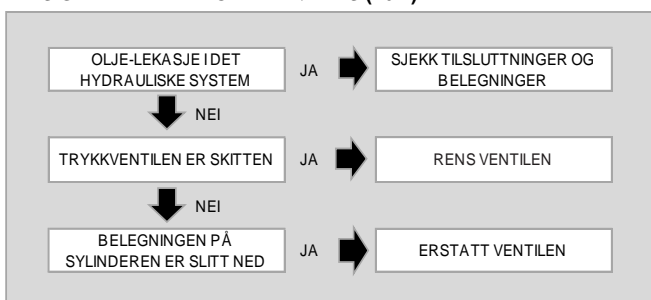 OLJE-LEKASJE I DET
HYDRAULISKE SYSTEM
JA
SJEKK TILSLUTTNINGER OG
BELEGNINGER
NEI
TRYKKVENTILEN ER SKITTEN
JA
RENS VENTILEN
NEI
BELEGNINGEN PÅ
SYLINDEREN ER SLITT NED
JA
ERSTATT VENTILEN